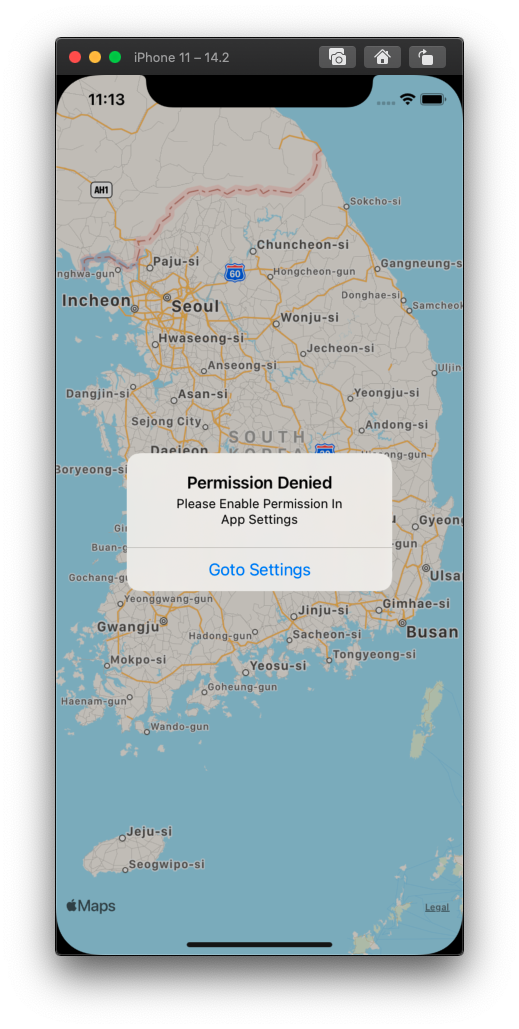 iPhone 11 – 14.2
11:13
AH1
Sokcho-si
Chuncheon-si
Paju-si
Gangneung-s
nghwa-gun
60
Hongcheon-gun
Incheon
Seoul
Donghae-si
Samcheok
Wonju-si
Hwaseong-si
Jecheon-si
Anseong-si
Uljin
Dangjin-si
Asan-si
Yeongju-si
Sejong City
Andong-si
SOUTH
KOREA
Daejeon
Boryeong-si
Permission Denied
Please Enable Permission In
App Settings
Gyeong
Buan-g
-gun
Goto Settings
Gochang-g
Ulsa
Yeonggwang-gun
Jinju-si
Gimhae-si
Gwangju
Hadong-gun
Sacheon-si
Busan
Mokpo-si
Yeosu-si
Tongyeong-si
Haenam-gun
Goheung-gun
Wando-gun
Jeju-si
Seogwipo-si
Maps
Legal